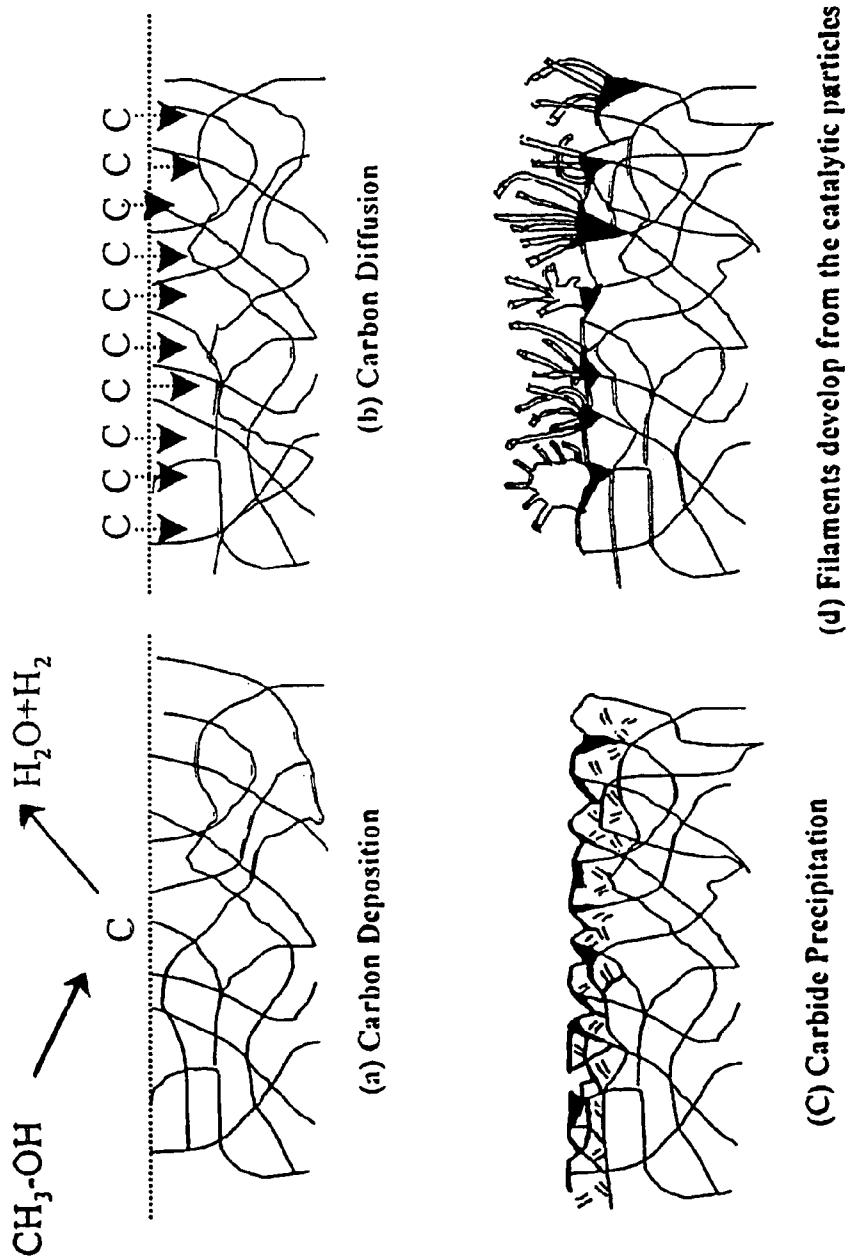 CH₃-OH
C
H₂O+H₂
(a) Carbon Deposition
C C C C C C C C C C
(b) Carbon Diffusion
(C) Carbide Precipitation
(d) Filaments develop from the catalytic particles